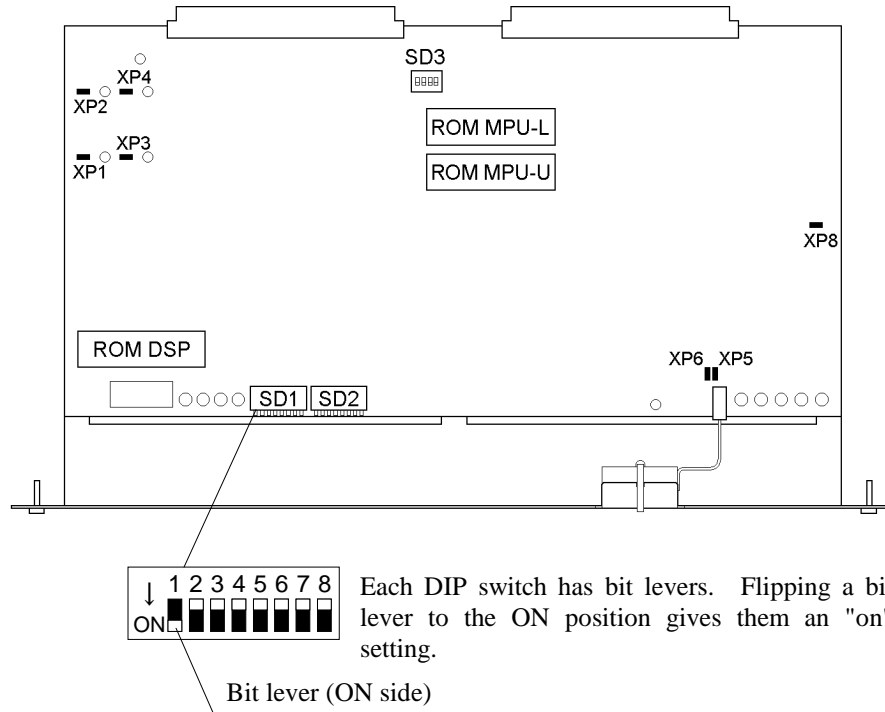 SD3
XP4
XP2
ROM MPU-L
XP3
XP1
ROM MPU-U
XP8
ROM DSP
XP6 XP5
SD1 SD2
1 2 3 4 5 6 7 8
↓
ON
Each DIP switch has bit levers. Flipping a bi
lever to the ON position gives them an "on"
setting.
Bit lever (ON side)